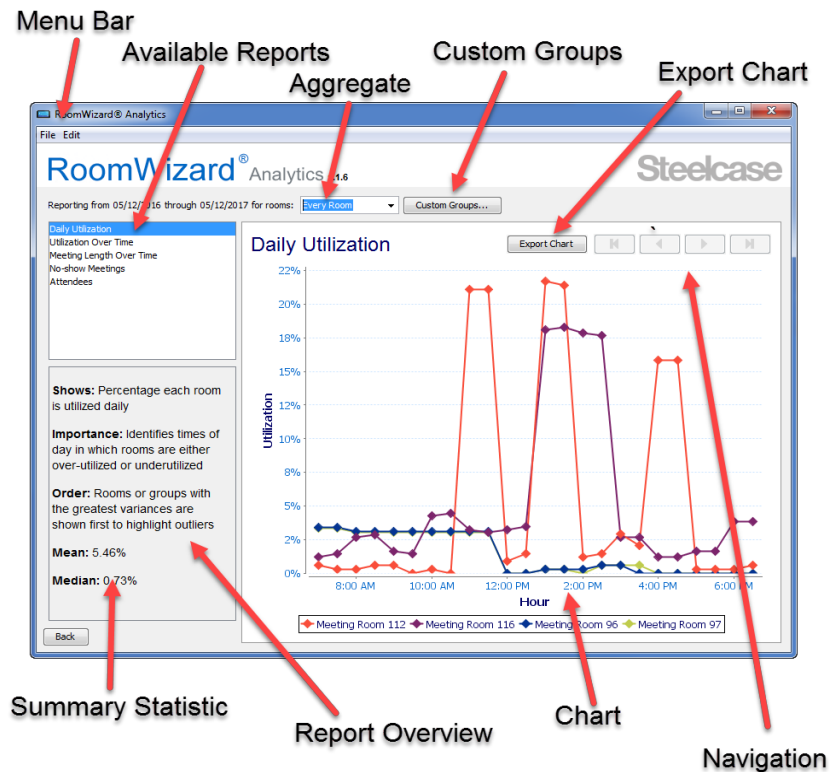 Menu Bar
Available Reports
Custom Groups
Aggregate
Export Chart
RoomWizard® Analytics
File Edit
RoomWizard® Analytics .1.6
Steelcase
Reporting from 05/12/2016 through 05/12/2017 for rooms: Every Room
Custom Groups...
Daily Utilization
Utilization Over Time
Meeting Length Over Time
No-show Meetings
Attendees
Daily Utilization
Export Chart
22%
20%
18%
15%
12%
10%
8%
5%
2%
0%
Utilization
8:00 AM 10:00 AM 12:00 PM 2:00 PM 4:00 PM 6:00 PM
Hour
Meeting Room 112 Meeting Room 116 Meeting Room 96 Meeting Room 97
Shows: Percentage each room
is utilized daily
Importance: Identifies times of
day in which rooms are either
over-utilized or underutilized
Order: Rooms or groups with
the greatest variances are
shown first to highlight outliers
Mean: 5.46%
Median: 0.73%
Back
Summary Statistic
Report Overview
Chart
Navigation